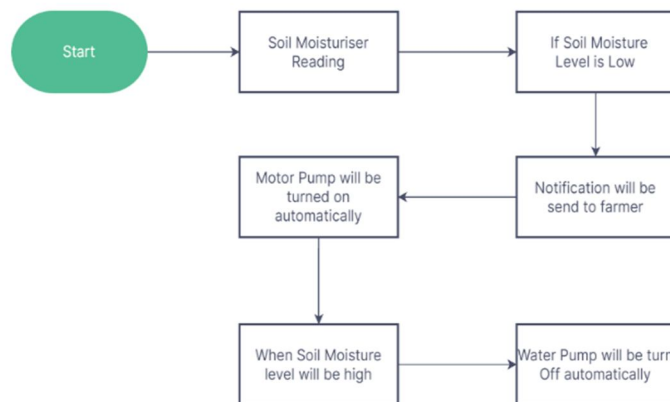 Start
Soil Moisturiser
Reading
If Soil Moisture
Level is Low
Notification will be
send to farmer
Motor Pump will be
turned on
automatically
When Soil Moisture
level will be high
Water Pump will be turn
Off automatically